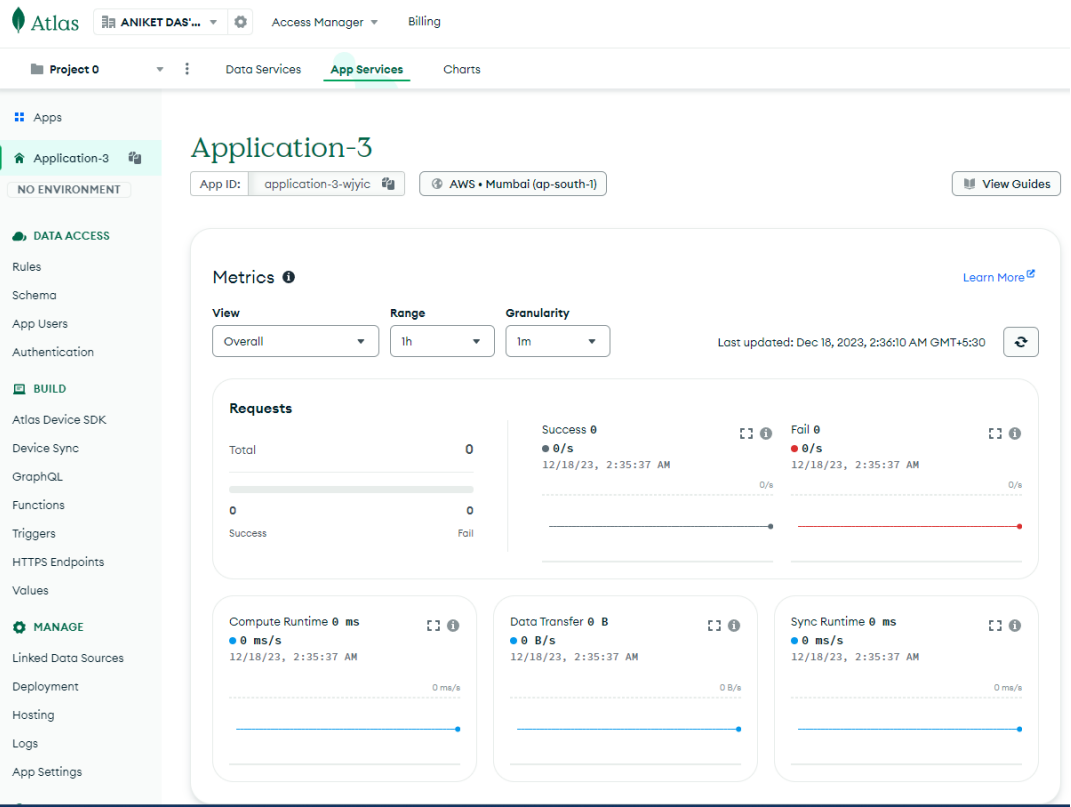 Atlas
ANIKET DAS'...
Access Manager
Billing
Project 0
Data Services
App Services
Charts
Apps
Application-3
NO ENVIRONMENT
DATA ACCESS
Rules
Schema
App Users
Authentication
BUILD
Atlas Device SDK
Device Sync
GraphQL
Functions
Triggers
HTTPS Endpoints
Values
MANAGE
Linked Data Sources
Deployment
Hosting
Logs
App Settings
Application-3
App ID: application-3-wjyic
AWS • Mumbai (ap-south-1)
View Guides
Metrics
Learn More
View
Overall
Range
1h
Granularity
1m
Last updated: Dec 18, 2023, 2:36:10 AM GMT+5:30
Requests
Total 0
0 0
Success Fail
Success 0
0/s
12/18/23, 2:35:37 AM
0/s
Fail 0
0/s
12/18/23, 2:35:37 AM
0/s
Compute Runtime 0 ms
0 ms/s
12/18/23, 2:35:37 AM
0 ms/s
Data Transfer 0 B
0 B/s
12/18/23, 2:35:37 AM
0 B/s
Sync Runtime 0 ms
0 ms/s
12/18/23, 2:35:37 AM
0 ms/s